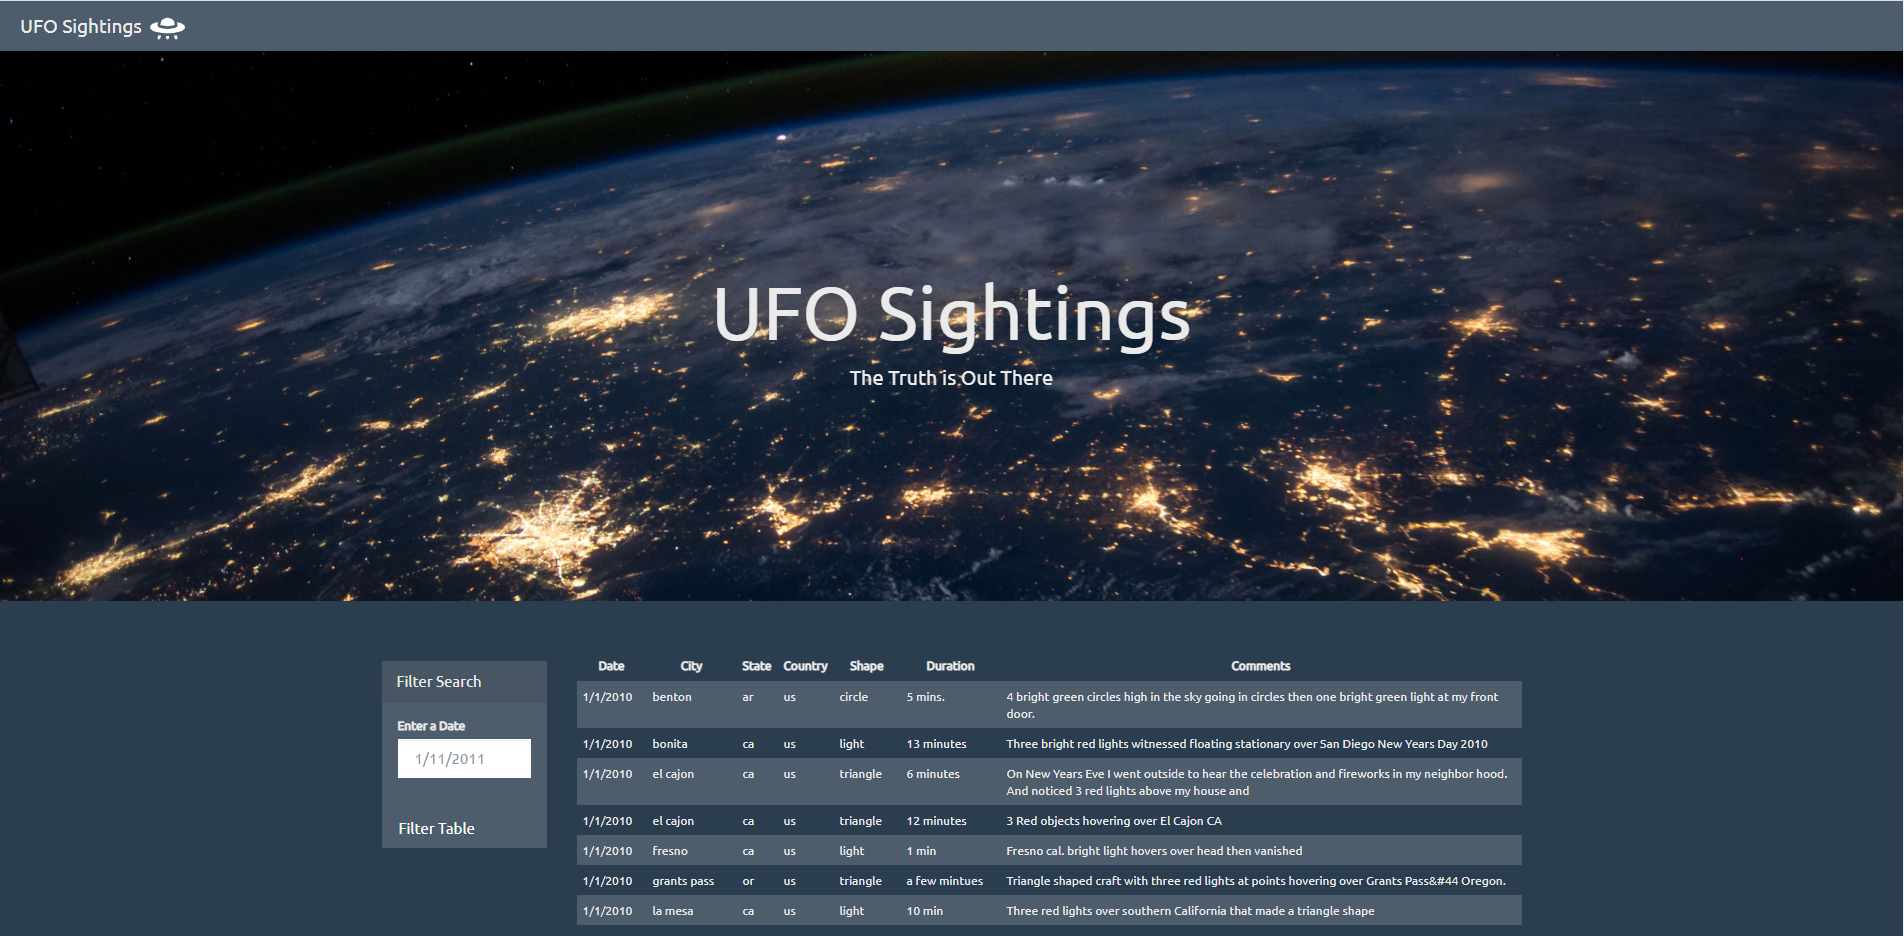 UFO Sightings
UFO Sightings
The Truth is Out There
Filter Search
Enter a Date
1/11/2011
Filter Table
Date City State Country Shape Duration Comments
1/1/2010 benton ar us circle 5 mins. 4 bright green circles high in the sky going in circles then one bright green light at my front
door.
1/1/2010 bonita ca us light 13 minutes Three bright red lights witnessed floating stationary over San Diego New Years Day 2010
1/1/2010 el cajon ca us triangle 6 minutes On New Years Eve I went outside to hear the celebration and fireworks in my neighbor hood.
And noticed 3 red lights above my house and
1/1/2010 el cajon ca us triangle 12 minutes 3 Red objects hovering over El Cajon CA
1/1/2010 fresno ca us light 1 min Fresno cal. bright light hovers over head then vanished
1/1/2010 grants pass or us triangle a few mintues Triangle shaped craft with three red lights at points hovering over Grants Pass&#44 Oregon.
1/1/2010 la mesa ca us light 10 min Three red lights over southern California that made a triangle shape